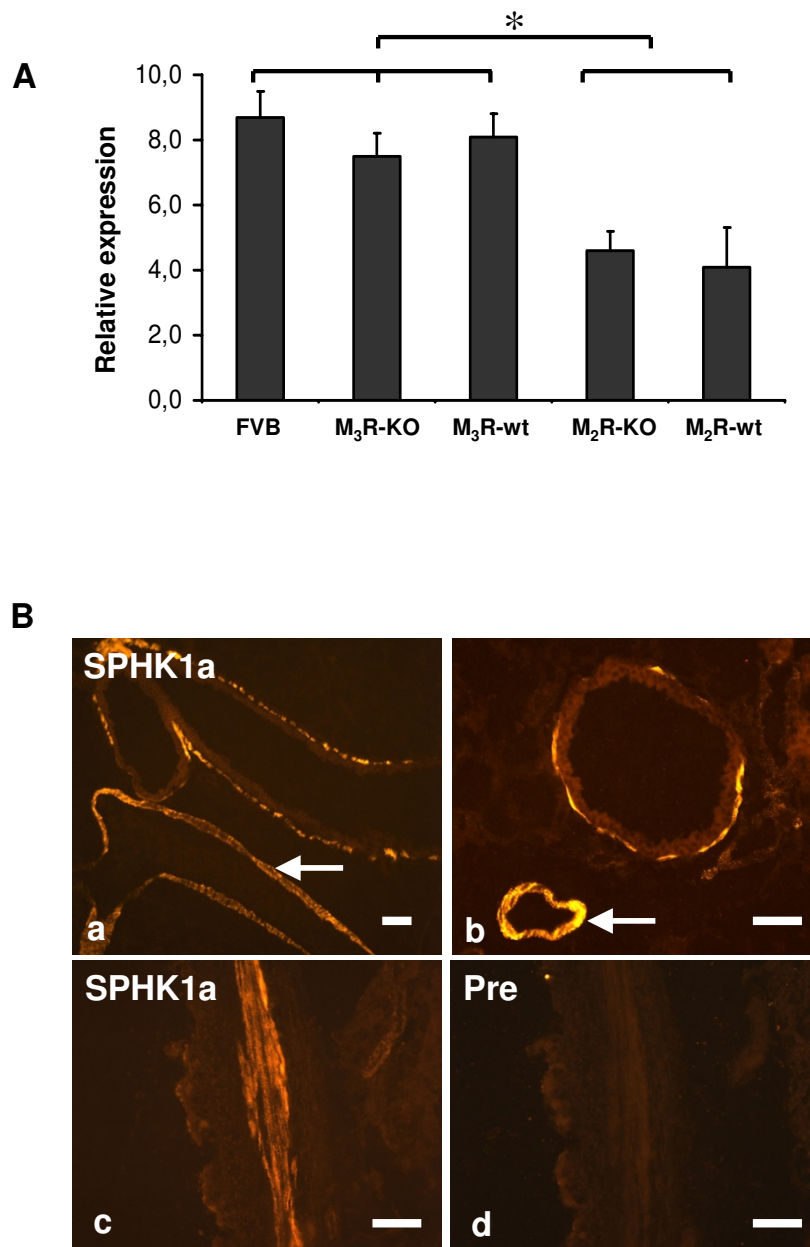 A
*
10,0
8,0
6,0
4,0
2,0
0,0
Relative expression
FVB M₃R-KO M₃R-wt M₂R-KO M₂R-wt
B
SPHK1a
a b
SPHK1a Pre
c d